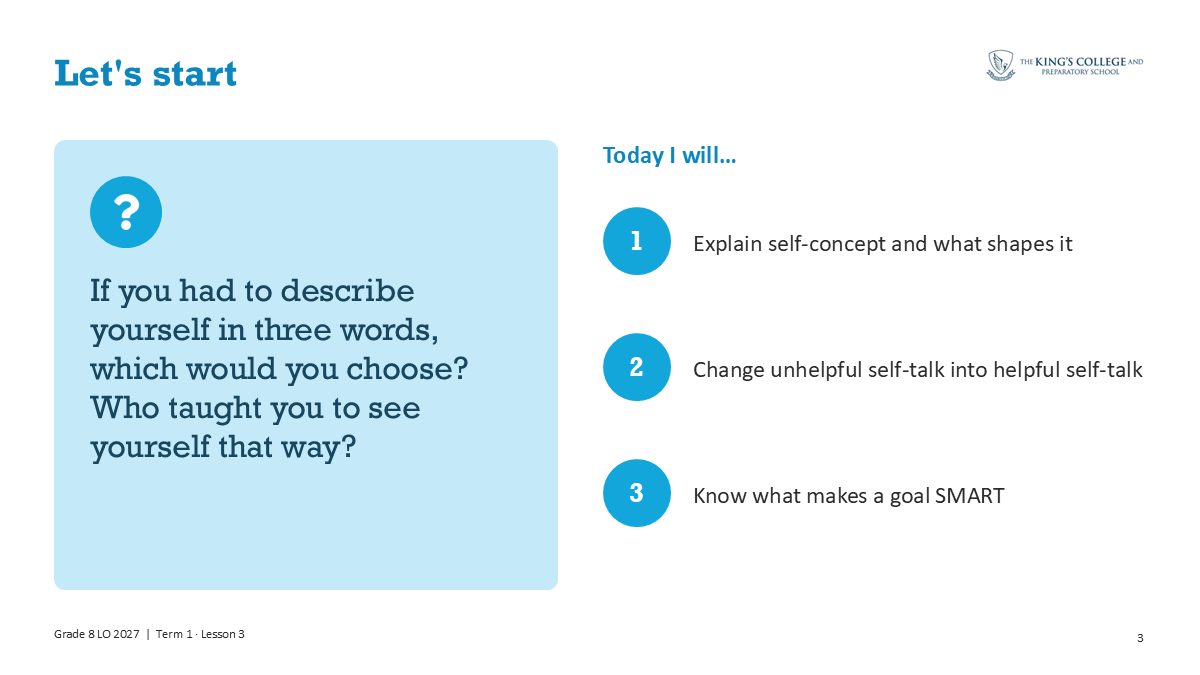 Let's start
THE KING'S COLLEGE AND
PREPARATORY SCHOOL
?
If you had to describe
yourself in three words,
which would you choose?
Who taught you to see
yourself that way?
Today I will...
1
Explain self-concept and what shapes it
2
Change unhelpful self-talk into helpful self-talk
3
Know what makes a goal SMART
Grade 8 LO 2027 | Term 1 · Lesson 3
3